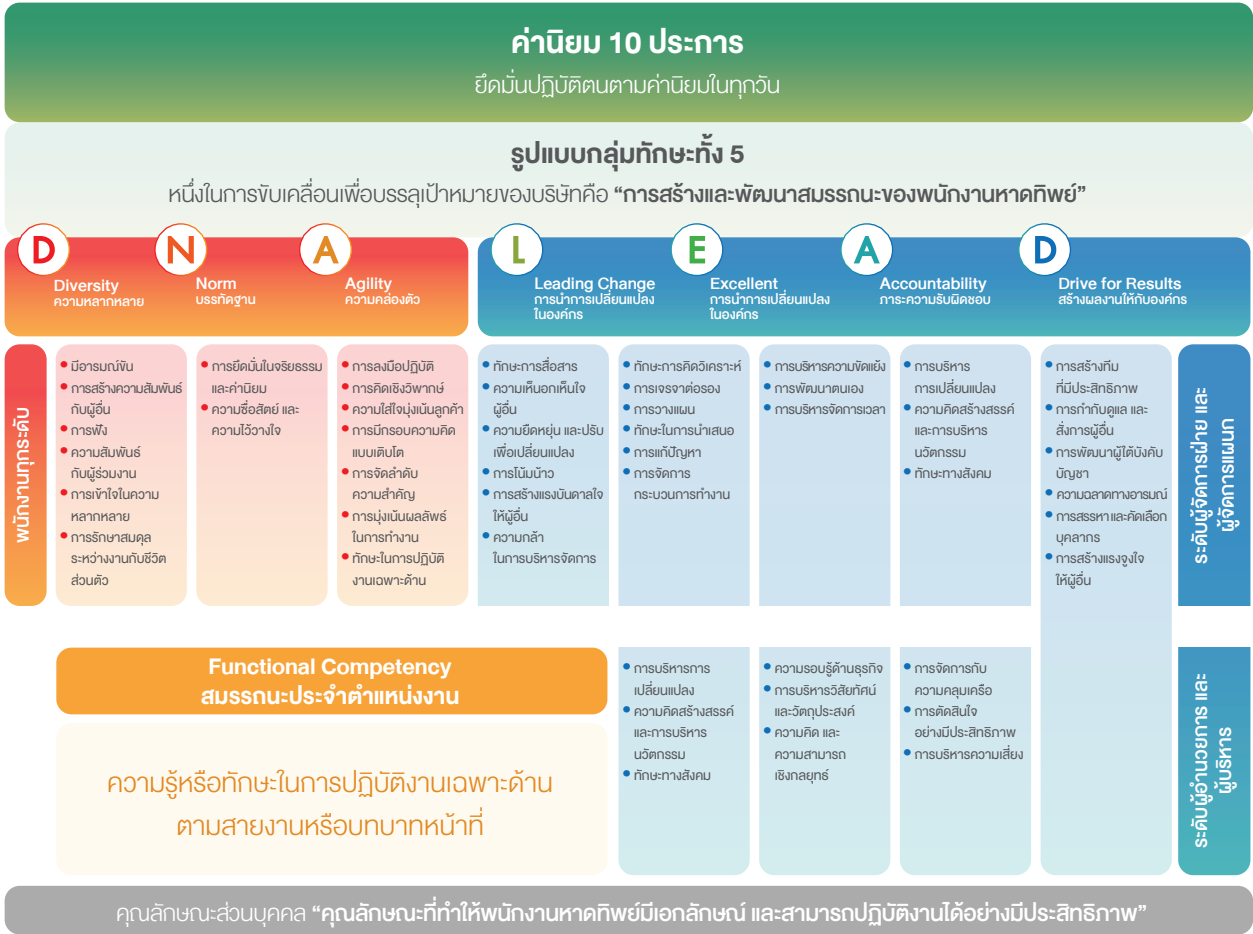 ค่านิยม 10 ประการ
ยึดมั่นปฏิบัติตนตามค่านิยมในทุกวัน
รูปแบบกลุ่มทักษะทั้ง 5
หนึ่งในการขับเคลื่อนเพื่อบรรลุเป้าหมายของบริษัทคือ “การสร้างและพัฒนาสมรรถนะของพนักงานหาดทิพย์”
D
Diversity
ความหลากหลาย
N
Norm
บรรทัดฐาน
A
Agility
ความคล่องตัว
L
Leading Change
การนำการเปลี่ยนแปลง
ในองค์กร
E
Excellent
การนำการเปลี่ยนแปลง
ในองค์กร
A
Accountability
ภาระความรับผิดชอบ
D
Drive for Results
สร้างผลงานให้กับองค์กร
พนักงานทุกระดับ
• มีอารมณ์ขัน
• การสร้างความสัมพันธ์
กับผู้อื่น
• การฟัง
• ความสัมพันธ์
กับผู้ร่วมงาน
• การเข้าใจในความ
หลากหลาย
• การรักษาสมดุล
ระหว่างงานกับชีวิต
ส่วนตัว
• การยึดมั่นในจริยธรรม
และค่านิยม
• ความซื่อสัตย์ และ
ความไว้วางใจ
• การลงมือปฏิบัติ
• การคิดเชิงวิพากษ์
• ความใส่ใจมุ่งเน้นลูกค้า
• การมีกรอบความคิด
แบบเติบโต
• การจัดลำดับ
ความสำคัญ
• การมุ่งเน้นผลลัพธ์
ในการทำงาน
• ทักษะในการปฏิบัติ
งานเฉพาะด้าน
• ทักษะการสื่อสาร
• ความเห็นอกเห็นใจ
ผู้อื่น
• ความยืดหยุ่น และปรับ
เพื่อเปลี่ยนแปลง
• การโน้มน้าว
• การสร้างแรงบันดาลใจ
ให้ผู้อื่น
• ความกล้า
ในการบริหารจัดการ
• ทักษะการคิดวิเคราะห์
• การเจรจาต่อรอง
• การวางแผน
• ทักษะในการนำเสนอ
• การแก้ปัญหา
• การจัดการ
กระบวนการทำงาน
• การบริหารความขัดแย้ง
• การพัฒนาตนเอง
• การบริหารจัดการเวลา
• การบริหาร
การเปลี่ยนแปลง
• ความคิดสร้างสรรค์
และการบริหาร
นวัตกรรม
• ทักษะทางสังคม
• การสร้างทีม
ที่มีประสิทธิภาพ
• การกำกับดูแล และ
สั่งการผู้อื่น
• การพัฒนาผู้ใต้บังคับ
บัญชา
• ความฉลาดทางอารมณ์
• การสรรหา และคัดเลือก
บุคลากร
• การสร้างแรงจูงใจ
ให้ผู้อื่น
ระดับผู้จัดการฝ่าย และ
ผู้จัดการแผนก
Functional Competency
สมรรถนะประจำตำแหน่งงาน
ความรู้หรือทักษะในการปฏิบัติงานเฉพาะด้าน
ตามสายงานหรือบทบาทหน้าที่
• การบริหารการ
เปลี่ยนแปลง
• ความคิดสร้างสรรค์
และการบริหาร
นวัตกรรม
• ทักษะทางสังคม
• ความรอบรู้ด้านธุรกิจ
• การบริหารวิสัยทัศน์
และวัตถุประสงค์
• ความคิด และ
ความสามารถ
เชิงกลยุทธ์
• การจัดการกับ
ความคลุมเครือ
• การตัดสินใจ
อย่างมีประสิทธิภาพ
• การบริหารความเสี่ยง
ระดับผู้อำนวยการ และ
ผู้บริหาร
คุณลักษณะส่วนบุคคล “คุณลักษณะที่ทำให้พนักงานหาดทิพย์มีเอกลักษณ์ และสามารถปฏิบัติงานได้อย่างมีประสิทธิภาพ”